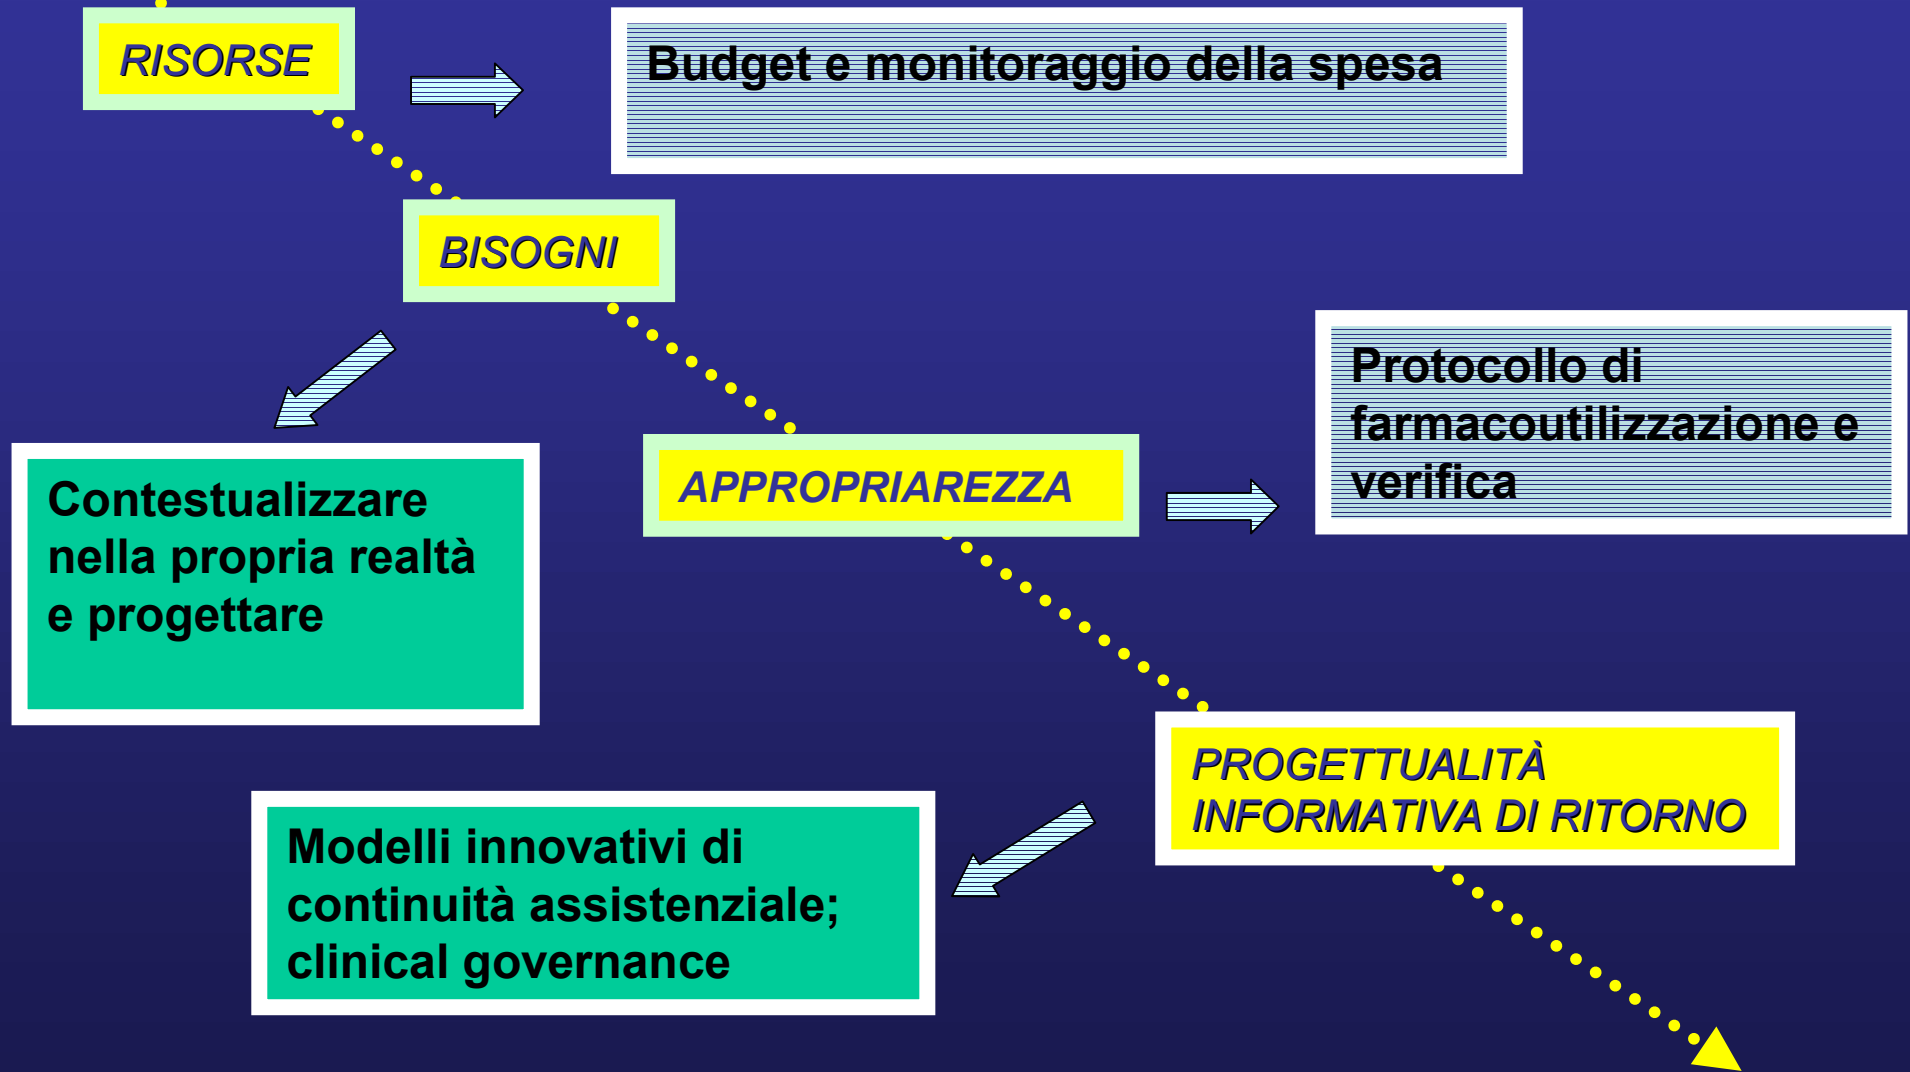 RISORSE
Budget e monitoraggio della spesa
BISOGNI
Protocollo di
farmacoutilizzazione e
verifica
Contestualizzare
nella propria realtà
e progettare
APPROPRIAREZZA
PROGETTUALITÀ
INFORMATIVA DI RITORNO
Modelli innovativi di
continuità assistenziale;
clinical governance